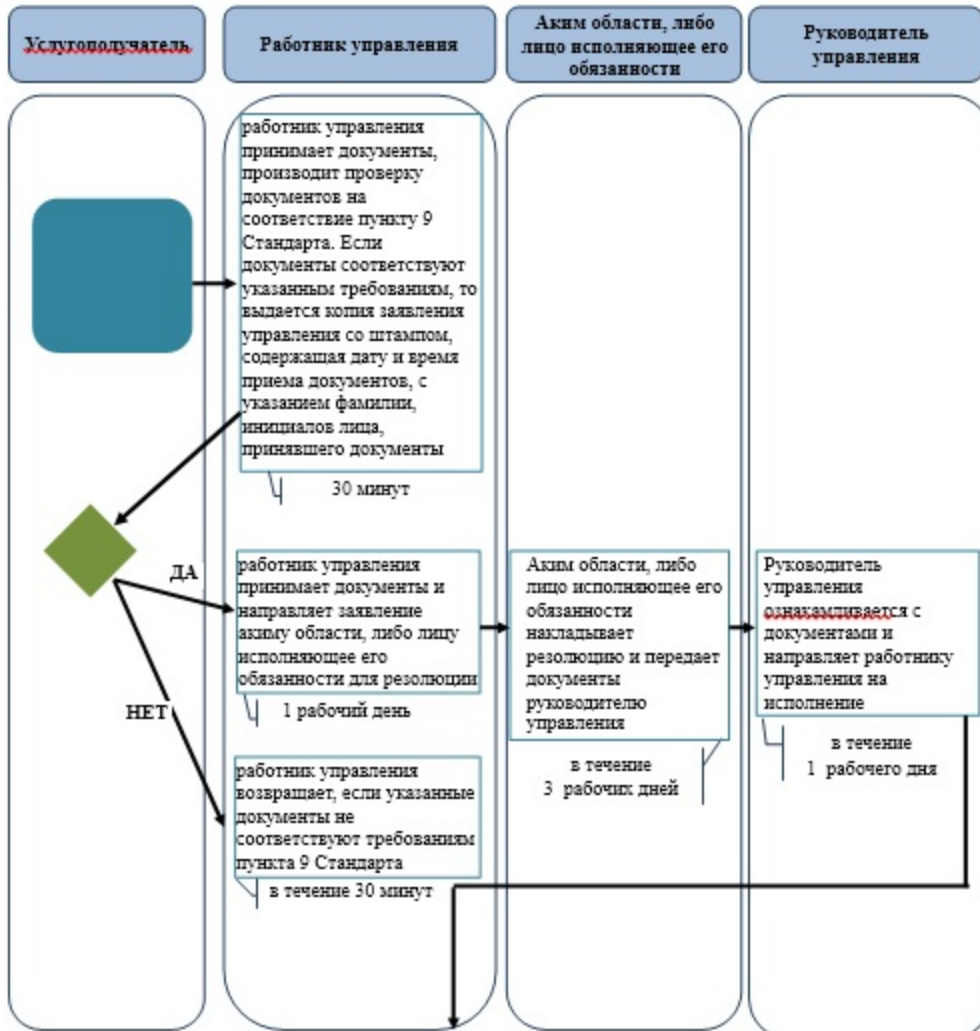 Услугополучатель
Работник управления
Аким области, либо
лицо исполняющее его
обязанности
Руководитель
управления
работник управления
принимает документы,
производит проверку
документов на
соответствие пункту 9
Стандарта. Если
документы соответствуют
указанным требованиям, то
выдается копия заявления
управления со штампом,
содержащая дату и время
приема документов, с
указанием фамилии,
инициалов лица,
принявшего документы
30 минут
ДА
НЕТ
работник управления
принимает документы и
направляет заявление
акиму области, либо лицу
исполняющее его
обязанности для резолюции
1 рабочий день
Аким области, либо
лицо исполняющее его
обязанности
накладывает
резолюцию и передает
документы
руководителю
управления
в течение
3 рабочих дней
Руководитель
управления
ознакамливается с
документами и
направляет работнику
управления на
исполнение
в течение
1 рабочего дня
работник управления
возвращает, если указанные
документы не
соответствуют требованиям
пункта 9 Стандарта
в течение 30 минут